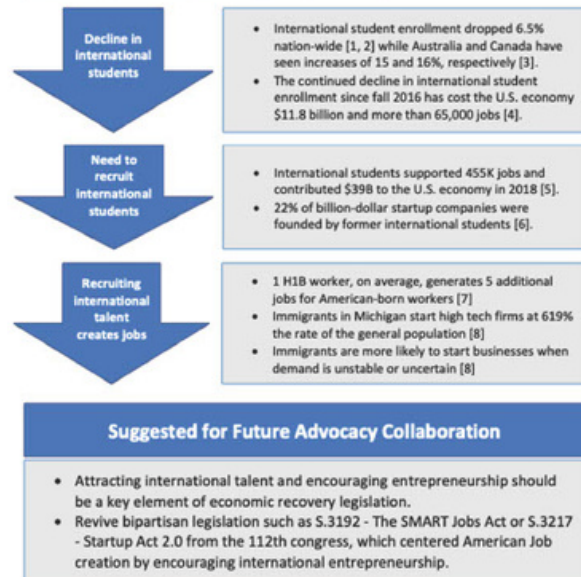 Decline in
international
students
• International student enrollment dropped 6.5%
nation-wide [1, 2] while Australia and Canada have
seen increases of 15 and 16%, respectively [3].
• The continued decline in international student
enrollment since fall 2016 has cost the U.S. economy
$11.8 billion and more than 65,000 jobs [4].
Need to
recruit
international
students
• International students supported 455K jobs and
contributed $39B to the U.S. economy in 2018 [5].
• 22% of billion-dollar startup companies were
founded by former international students [6].
Recruiting
international
talent
creates jobs
• 1 H1B worker, on average, generates 5 additional
jobs for American-born workers [7]
• Immigrants in Michigan start high tech firms at 619%
the rate of the general population [8]
• Immigrants are more likely to start businesses when
demand is unstable or uncertain [8]
Suggested for Future Advocacy Collaboration
• Attracting international talent and encouraging entrepreneurship should
be a key element of economic recovery legislation.
• Revive bipartisan legislation such as S.3192 - The SMART Jobs Act or S.3217
- Startup Act 2.0 from the 112th congress, which centered American Job
creation by encouraging international entrepreneurship.